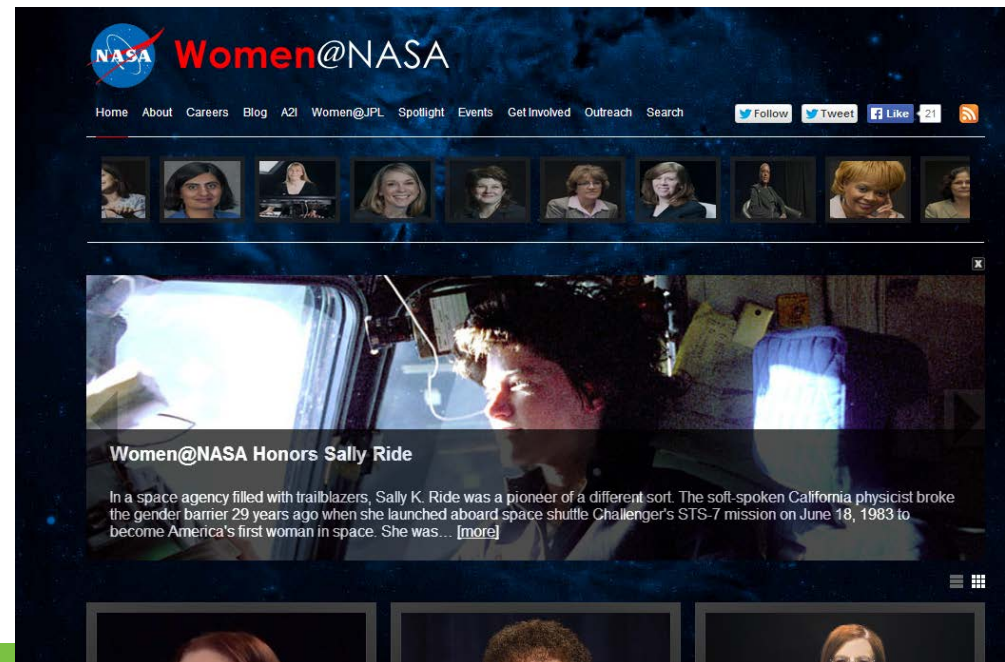 NASA Women@NASA
Home About Careers Blog A2I Women@JPL Spotlight Events Get Involved Outreach Search Follow Tweet Like 21
x
Women@NASA Honors Sally Ride
In a space agency filled with trailblazers, Sally K. Ride was a pioneer of a different sort. The soft-spoken California physicist broke
the gender barrier 29 years ago when she launched aboard space shuttle Challenger's STS-7 mission on June 18, 1983 to
become America's first woman in space. She was... [more]